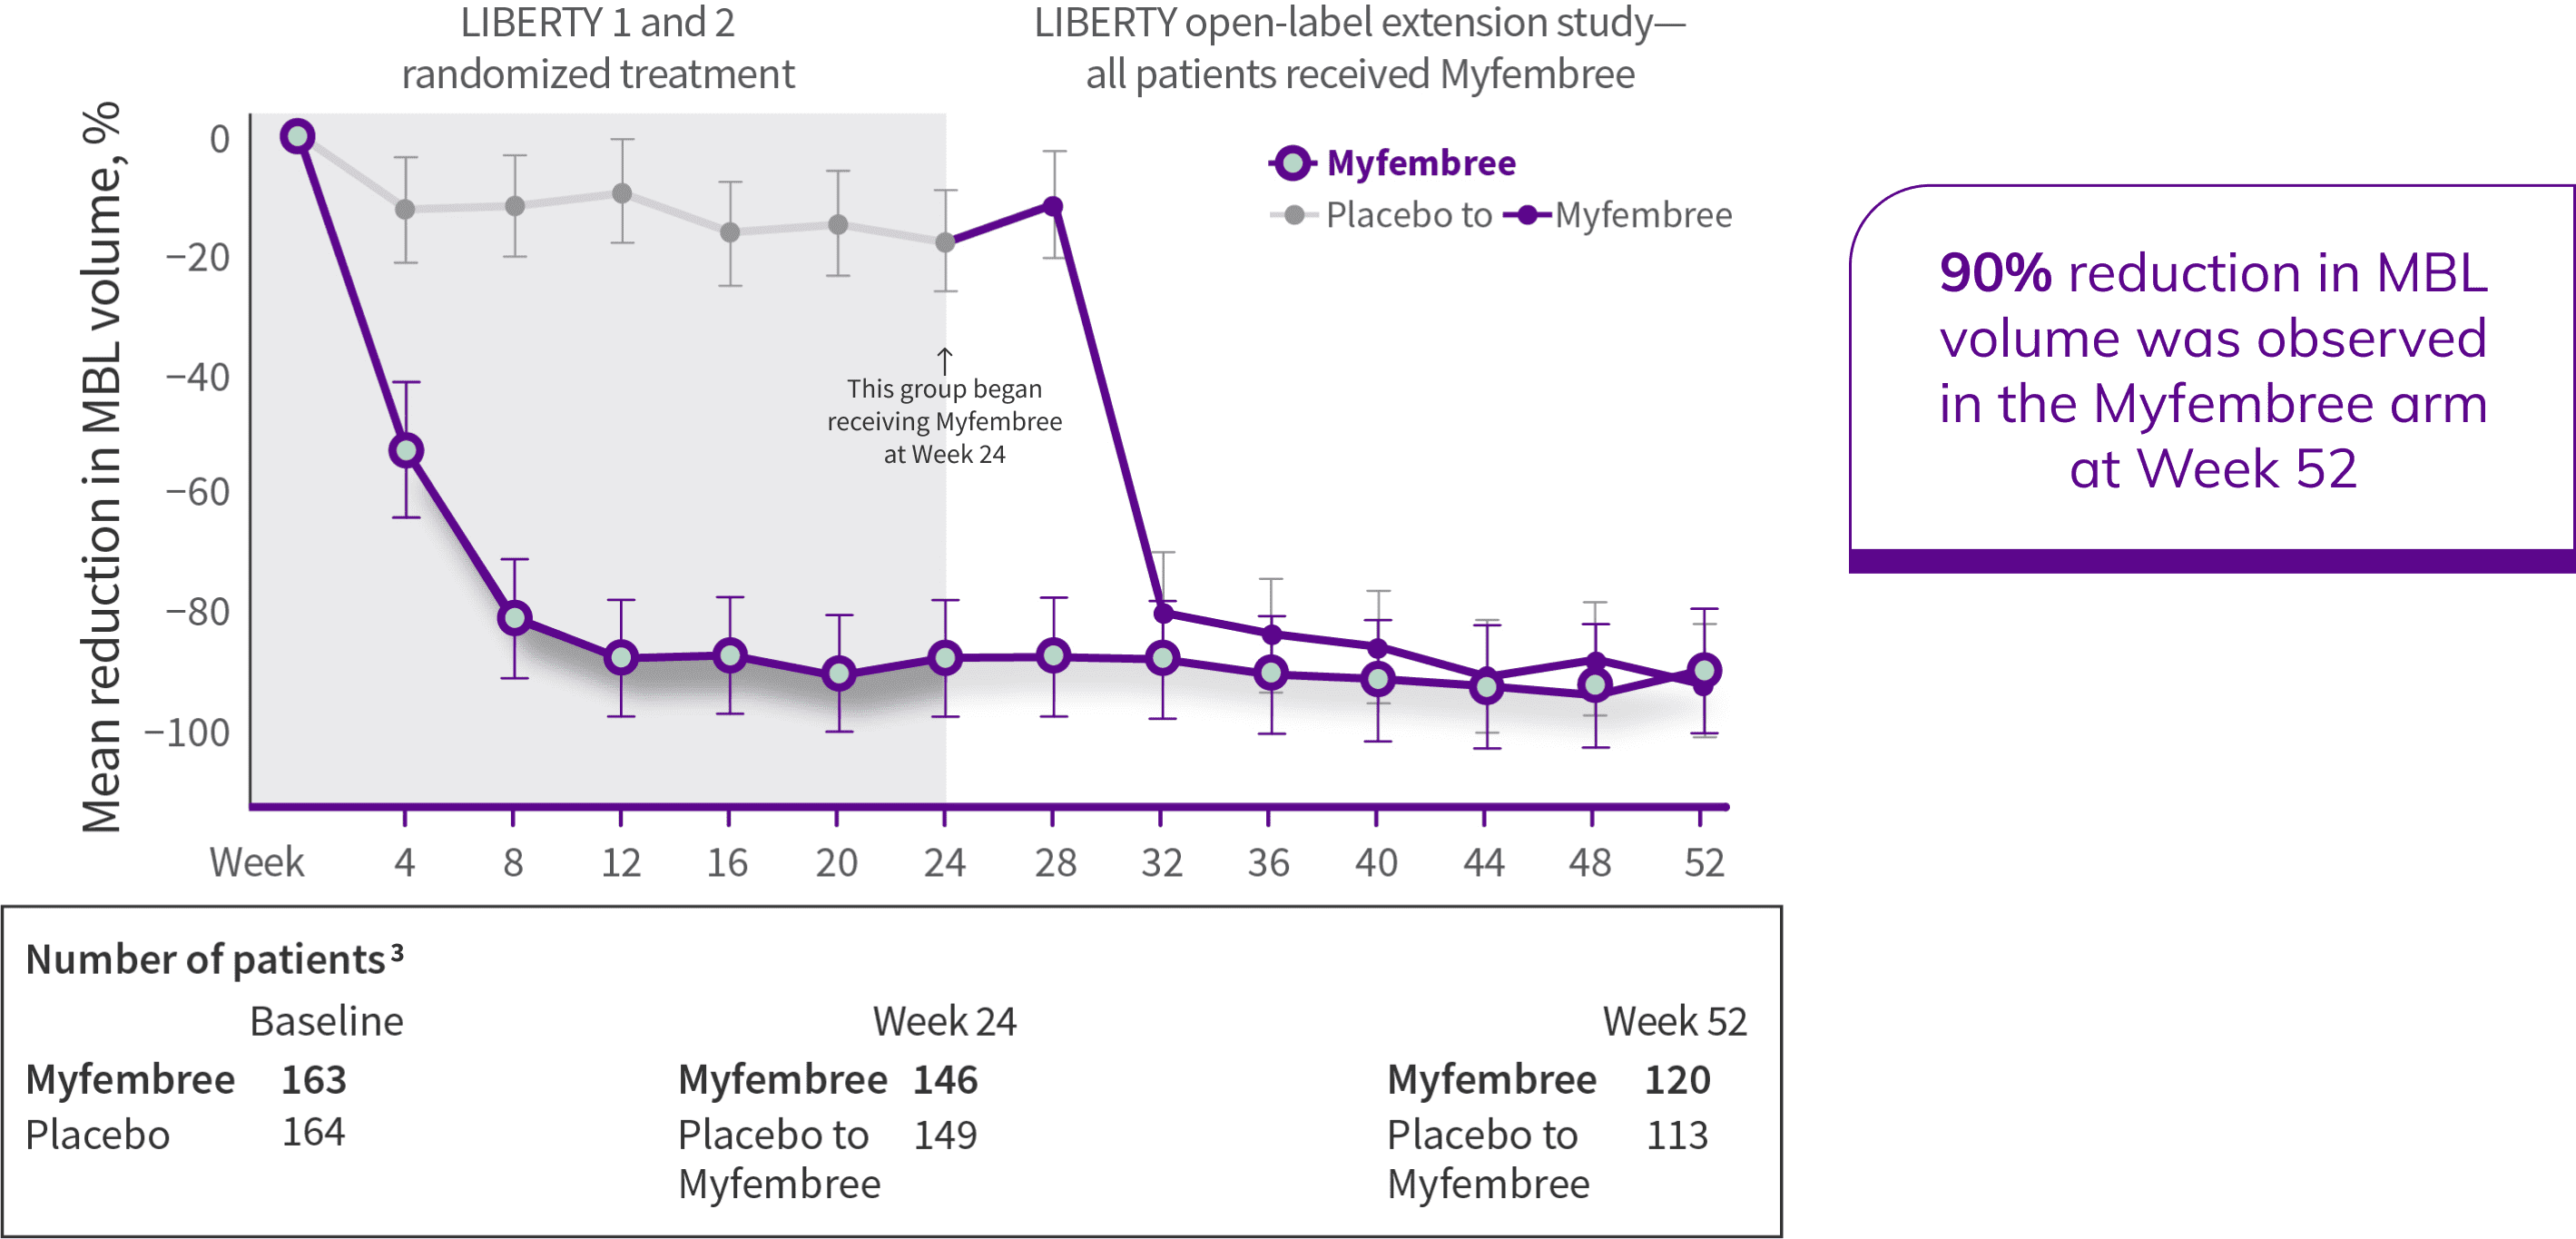 LIBERTY 1 and 2
randomized treatment
LIBERTY open-label extension study—
all patients received Myfembree
Mean reduction in MBL volume, %
0
−20
−40
−60
−80
−100
Myfembree
Placebo to Myfembree
This group began
receiving Myfembree
at Week 24
Week 4 8 12 16 20 24 28 32 36 40 44 48 52
90% reduction in MBL
volume was observed
in the Myfembree arm
at Week 52
Number of patients³
Baseline Week 24 Week 52
Myfembree 163 Myfembree 146 Myfembree 120
Placebo 164 Placebo to 149 Placebo to 113
Myfembree Myfembree